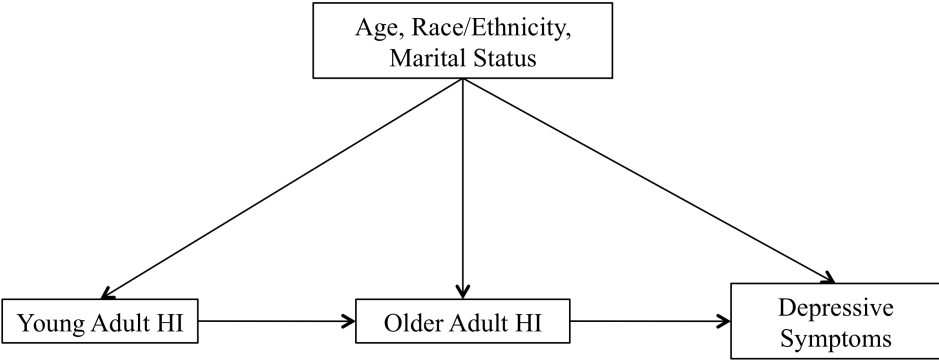 Age, Race/Ethnicity,
Marital Status
Young Adult HI
Older Adult HI
Depressive
Symptoms